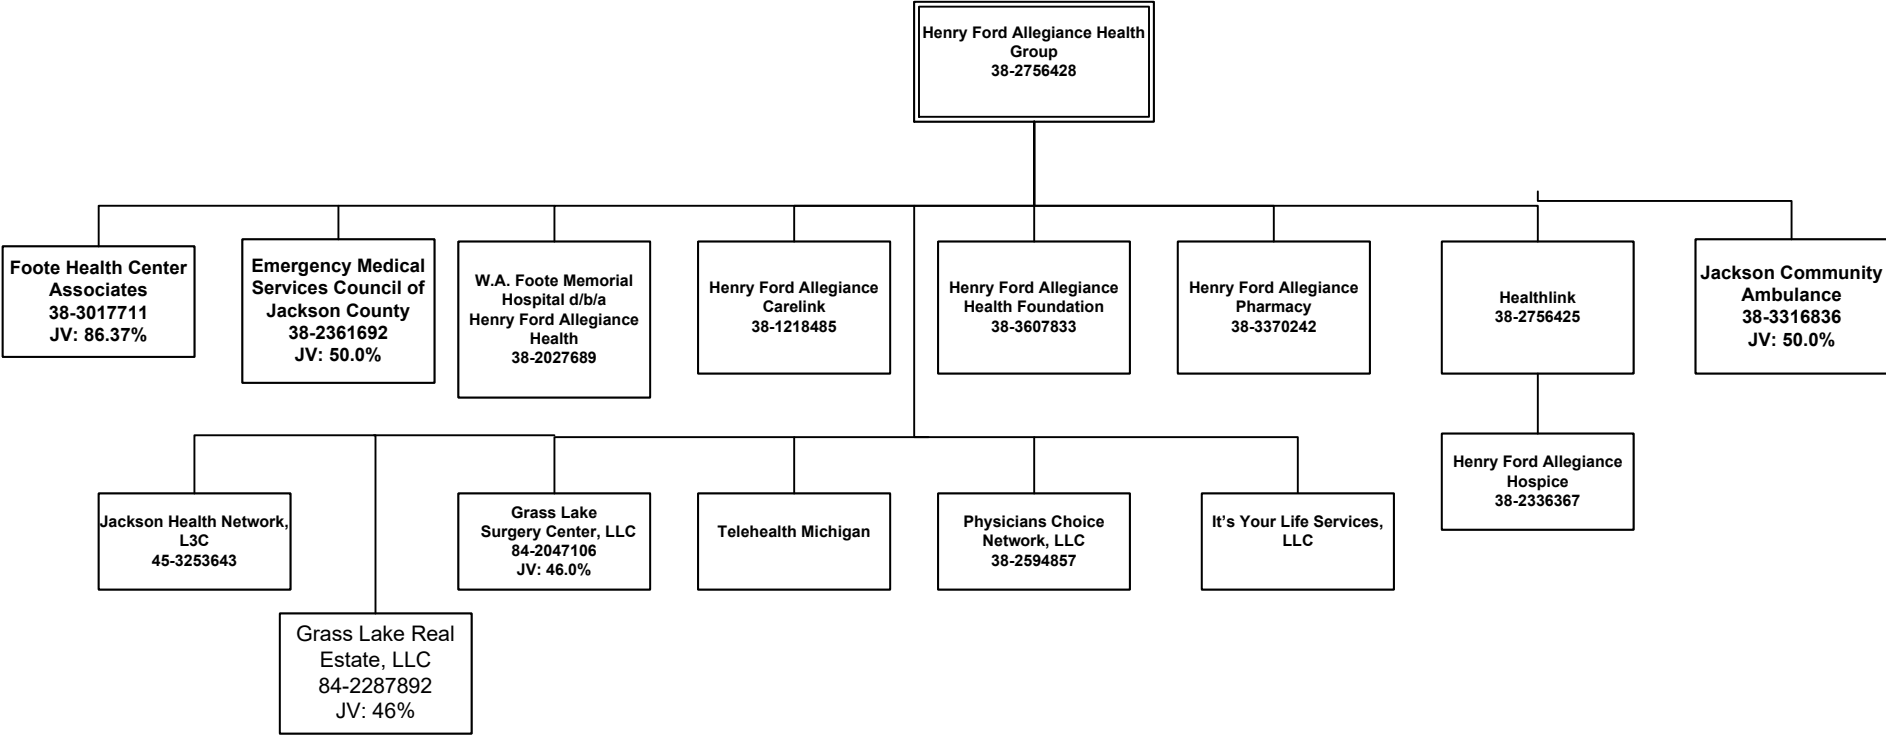 Henry Ford Allegiance Health
Group
38-2756428
Foote Health Center
Associates
38-3017711
JV: 86.37%
Emergency Medical
Services Council of
Jackson County
38-2361692
JV: 50.0%
W.A. Foote Memorial
Hospital d/b/a
Henry Ford Allegiance
Health
38-2027689
Henry Ford Allegiance
Carelink
38-1218485
Henry Ford Allegiance
Health Foundation
38-3607833
Henry Ford Allegiance
Pharmacy
38-3370242
Healthlink
38-2756425
Jackson Community
Ambulance
38-3316836
JV: 50.0%
Henry Ford Allegiance
Hospice
38-2336367
Jackson Health Network,
L3C
45-3253643
Grass Lake
Surgery Center, LLC
84-2047106
JV: 46.0%
Telehealth Michigan
Physicians Choice
Network, LLC
38-2594857
It’s Your Life Services,
LLC
Grass Lake Real
Estate, LLC
84-2287892
JV: 46%